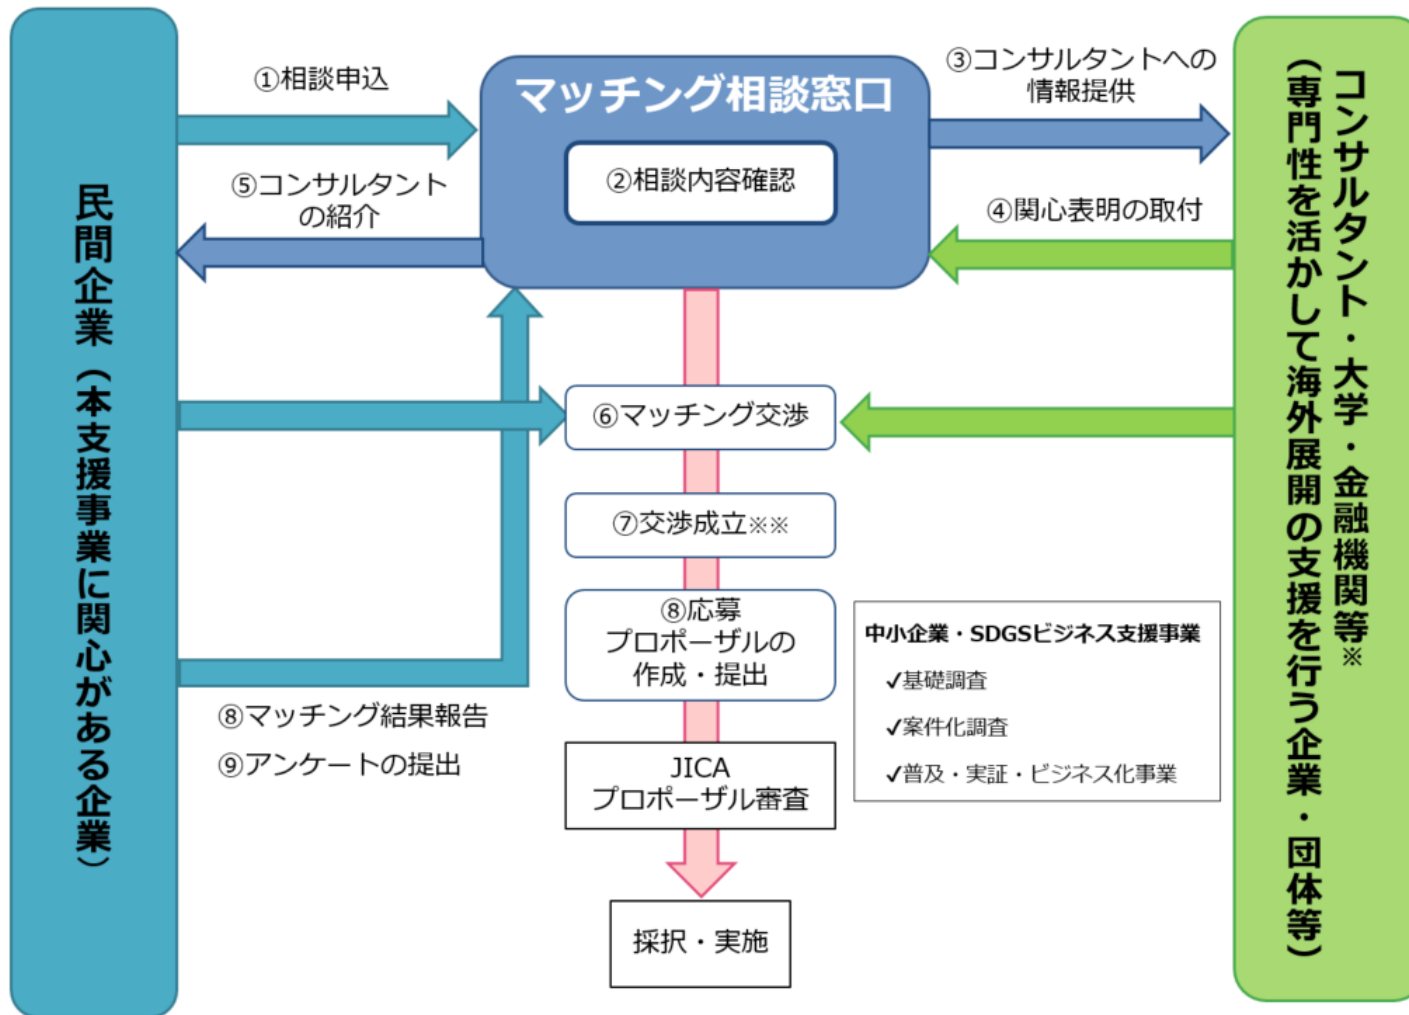 民間企業（本支援事業に関心がある企業）
①相談申込
⑤コンサルタント
の紹介
マッチング相談窓口
②相談内容確認
③コンサルタントへの
情報提供
④関心表明の取付
コンサルタント・大学・金融機関等※
（専門性を活かして海外展開の支援を行う企業・団体等）
⑥マッチング交渉
⑦交渉成立※※
⑧応募
プロポーザルの
作成・提出
⑧マッチング結果報告
⑨アンケートの提出
中小企業・SDGSビジネス支援事業
✓基礎調査
✓案件化調査
✓普及・実証・ビジネス化事業
JICA
プロポーザル審査
採択・実施